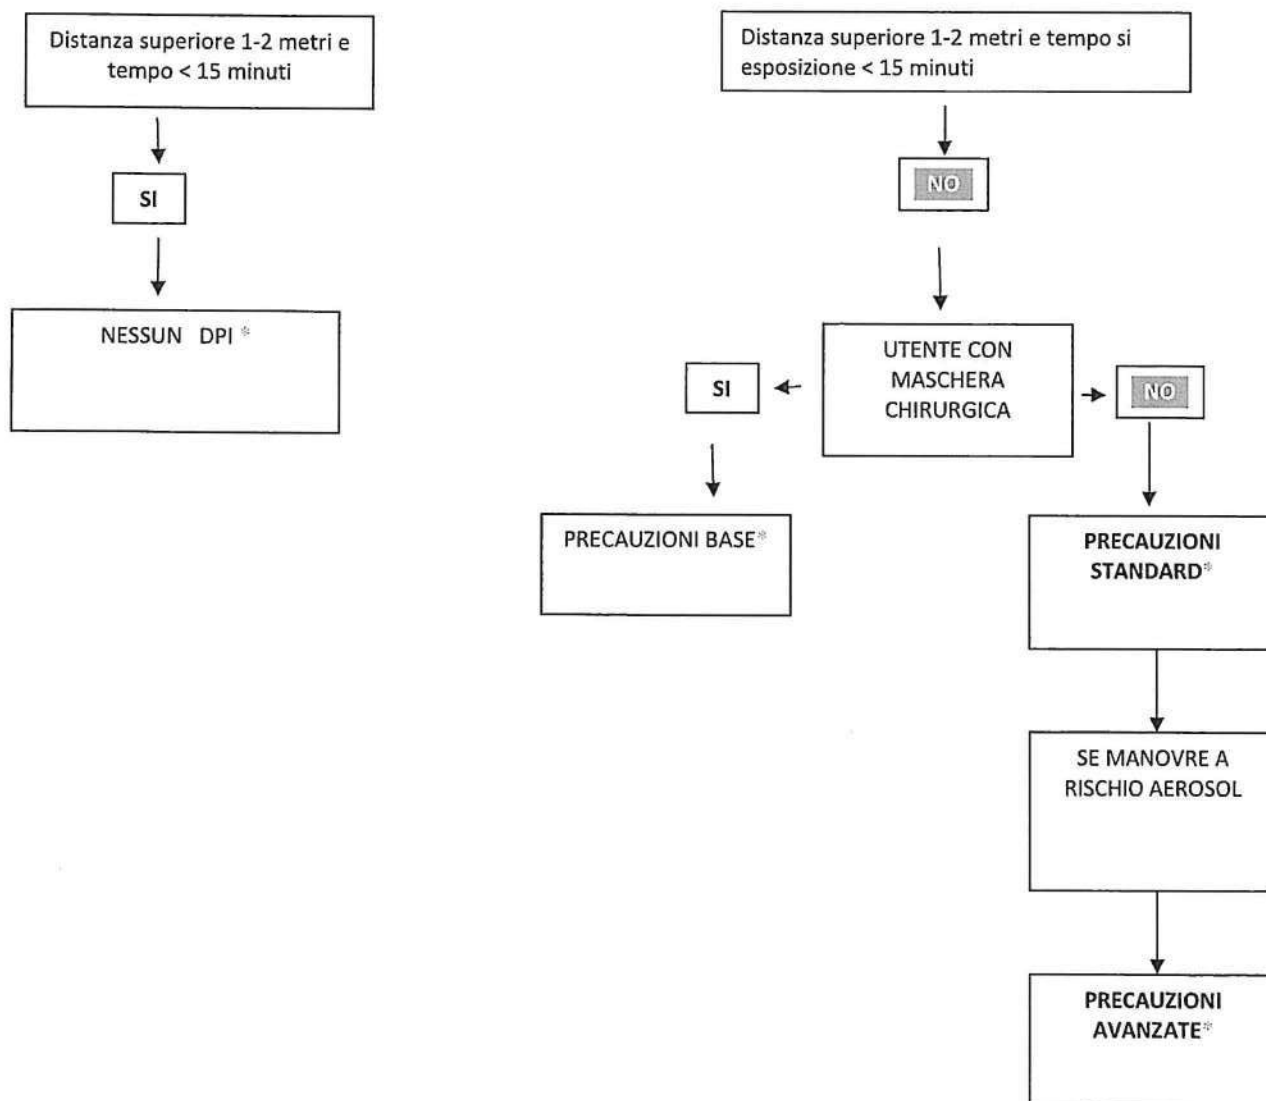 Distanza superiore 1-2 metri e
tempo < 15 minuti
SI
NESSUN DPI *
Distanza superiore 1-2 metri e tempo si
esposizione < 15 minuti
NO
UTENTE CON
MASCHERA
CHIRURGICA
SI
NO
PRECAUZIONI BASE*
PRECAUZIONI
STANDARD*
SE MANOVRE A
RISCHIO AEROSOL
PRECAUZIONI
AVANZATE*